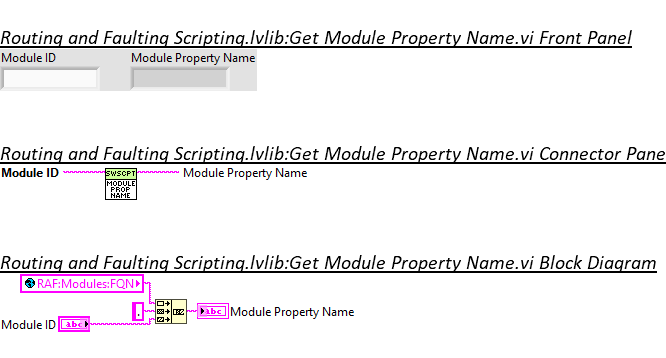 Routing and Faulting Scripting.lvlib:Get Module Property Name.vi Front Panel
Module ID Module Property Name
Routing and Faulting Scripting.lvlib:Get Module Property Name.vi Connector Pane
Module ID SWSCPT Module Property Name
MODULE
PROP
NAME
Routing and Faulting Scripting.lvlib:Get Module Property Name.vi Block Diagram
RAF:Modules:FQN
.
abc Module Property Name
Module ID abc